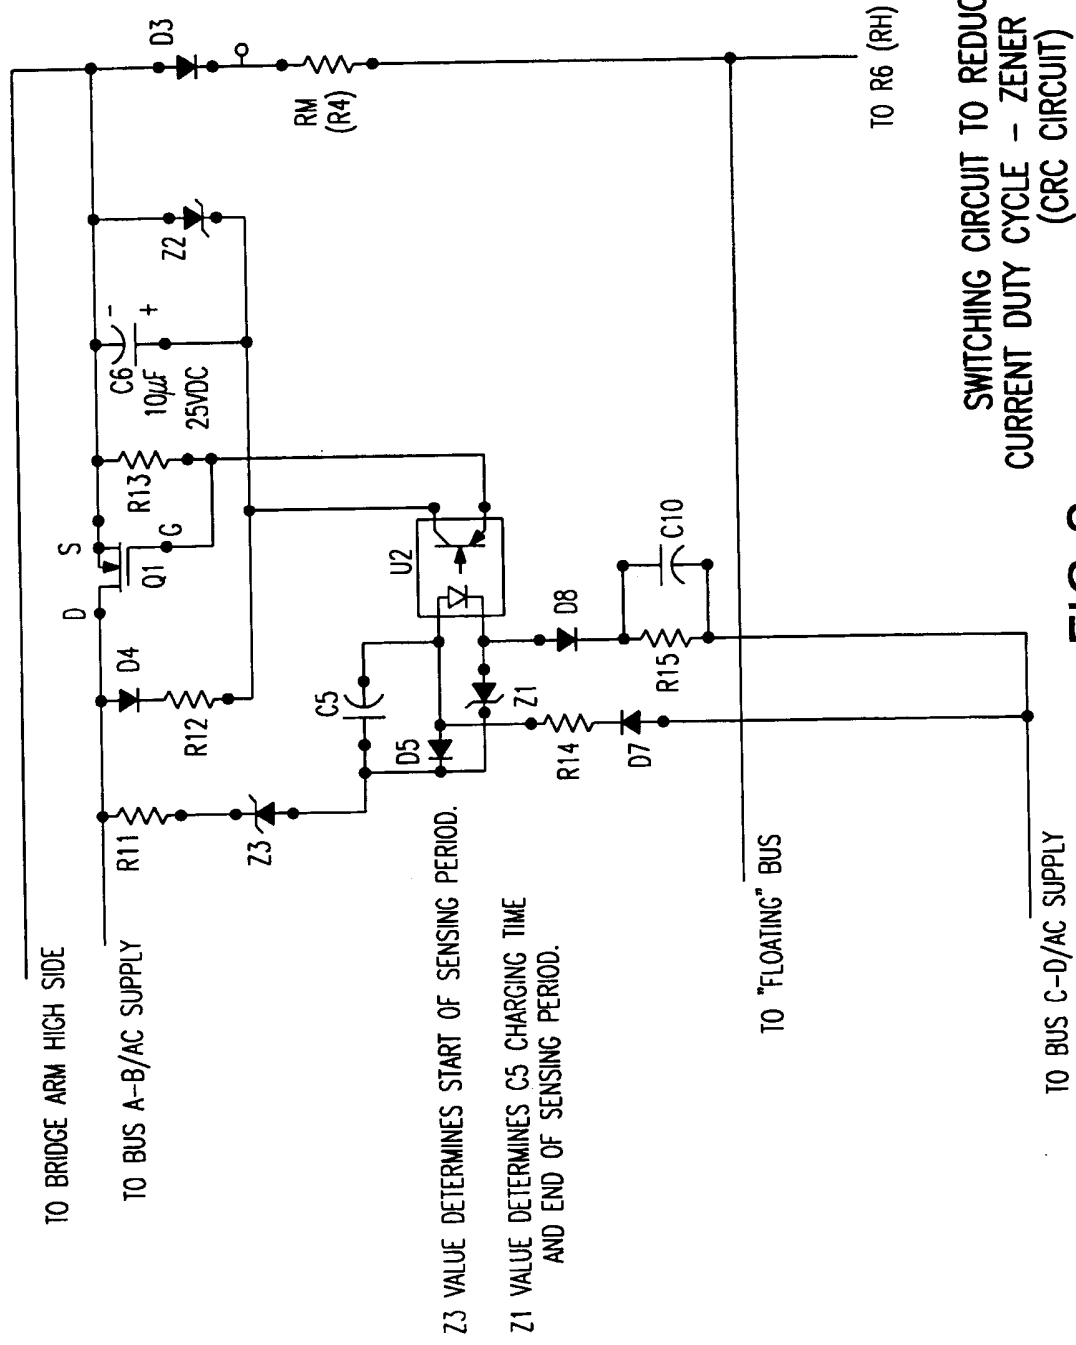 TO BRIDGE ARM HIGH SIDE
TO BUS A-B/AC SUPPLY
R11
Z3
D4
R12
D
S
Q1
G
R13
C6
10µF
25VDC
-
+
Z2
D3
RM
(R4)
C5
D5
Z1
U2
D8
R14
D7
R15
C10
Z3 VALUE DETERMINES START OF SENSING PERIOD.
Z1 VALUE DETERMINES C5 CHARGING TIME
AND END OF SENSING PERIOD.
TO "FLOATING" BUS
TO R6 (RH)
TO BUS C-D/AC SUPPLY
SWITCHING CIRCUIT TO
CURRENT DUTY CYCLE - ZENER
(CRC CIRCUIT)